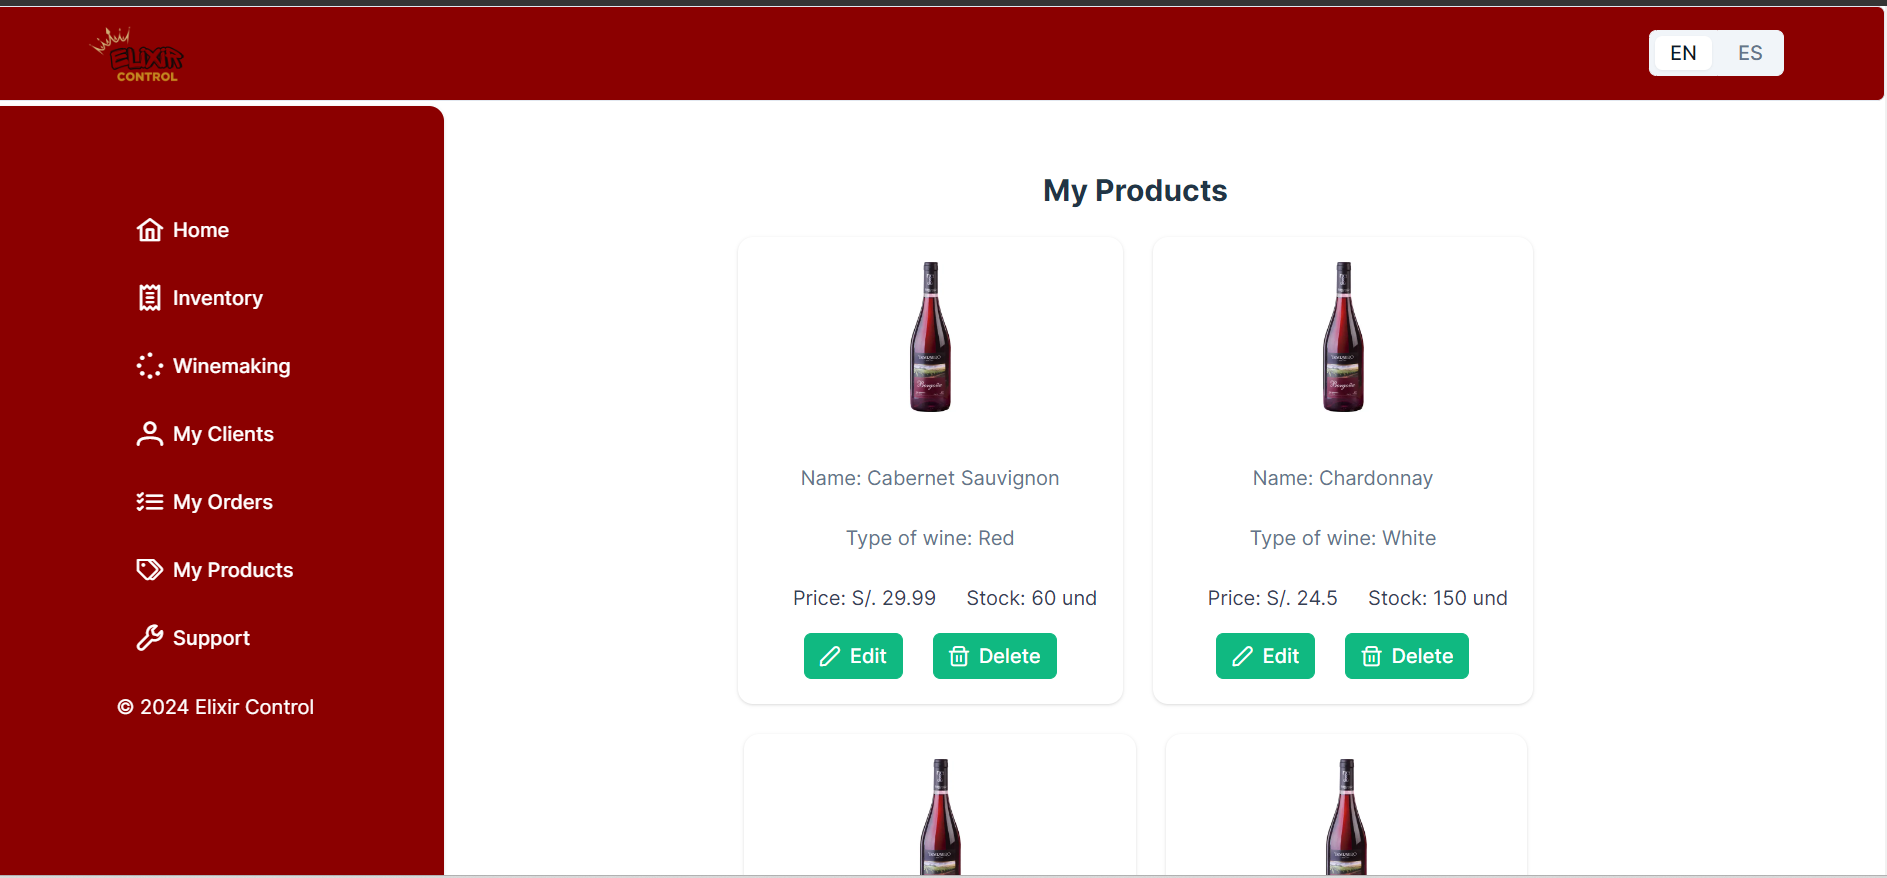 ELIXIR
CONTROL
EN ES
Home
Inventory
Winemaking
My Clients
My Orders
My Products
Support
© 2024 Elixir Control
My Products
Name: Cabernet Sauvignon
Type of wine: Red
Price: S/. 29.99 Stock: 60 und
Edit Delete
Name: Chardonnay
Type of wine: White
Price: S/. 24.5 Stock: 150 und
Edit Delete